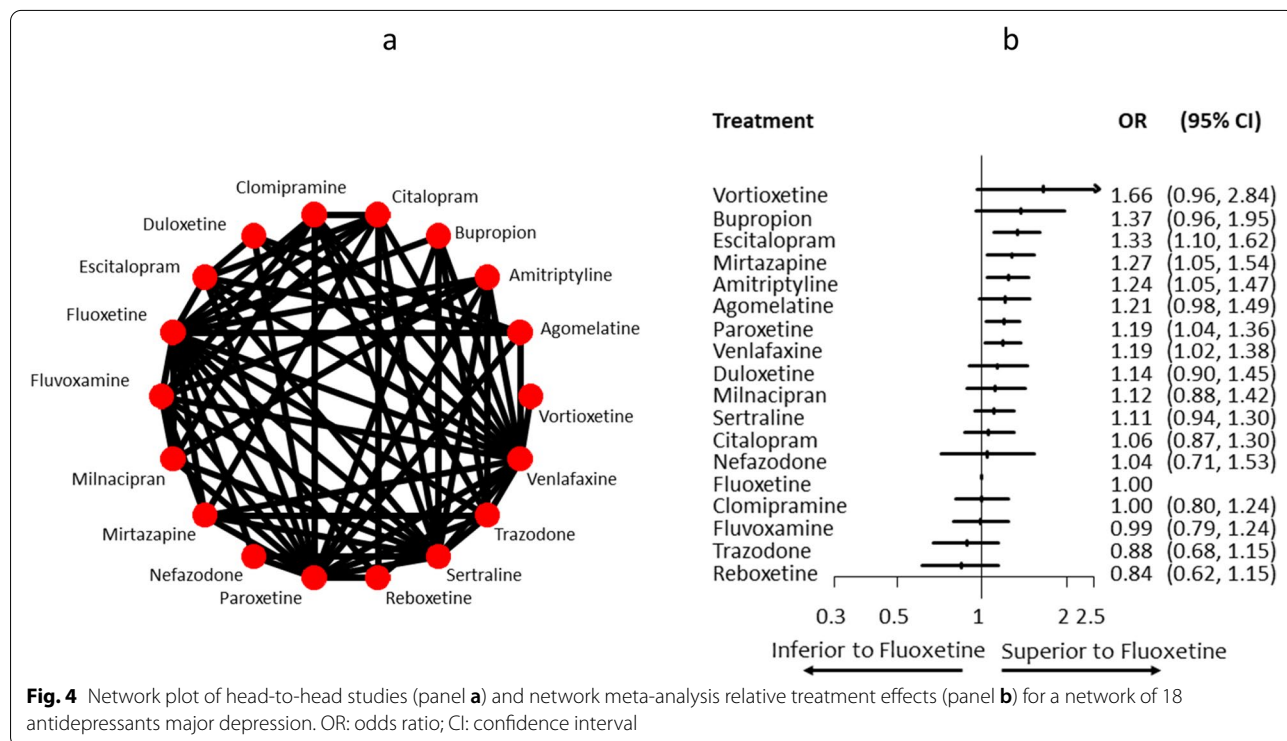 a
Clomipramine
Citalopram
Duloxetine
Bupropion
Escitalopram
Amitriptyline
Fluoxetine
Agomelatine
Fluvoxamine
Vortioxetine
Milnacipran
Venlafaxine
Mirtazapine
Trazodone
Nefazodone
Sertraline
Paroxetine
Reboxetine
b
Treatment OR (95% CI)
Vortioxetine 1.66 (0.96, 2.84)
Bupropion 1.37 (0.96, 1.95)
Escitalopram 1.33 (1.10, 1.62)
Mirtazapine 1.27 (1.05, 1.54)
Amitriptyline 1.24 (1.05, 1.47)
Agomelatine 1.21 (0.98, 1.49)
Paroxetine 1.19 (1.04, 1.36)
Venlafaxine 1.19 (1.02, 1.38)
Duloxetine 1.14 (0.90, 1.45)
Milnacipran 1.12 (0.88, 1.42)
Sertraline 1.11 (0.94, 1.30)
Citalopram 1.06 (0.87, 1.30)
Nefazodone 1.04 (0.71, 1.53)
Fluoxetine 1.00
Clomipramine 1.00 (0.80, 1.24)
Fluvoxamine 0.99 (0.79, 1.24)
Trazodone 0.88 (0.68, 1.15)
Reboxetine 0.84 (0.62, 1.15)
0.3 0.5 1 2 2.5
Inferior to Fluoxetine Superior to Fluoxetine
Fig. 4 Network plot of head-to-head studies (panel a) and network meta-analysis relative treatment effects (panel b) for a network of 18
antidepressants major depression. OR: odds ratio; CI: confidence interval